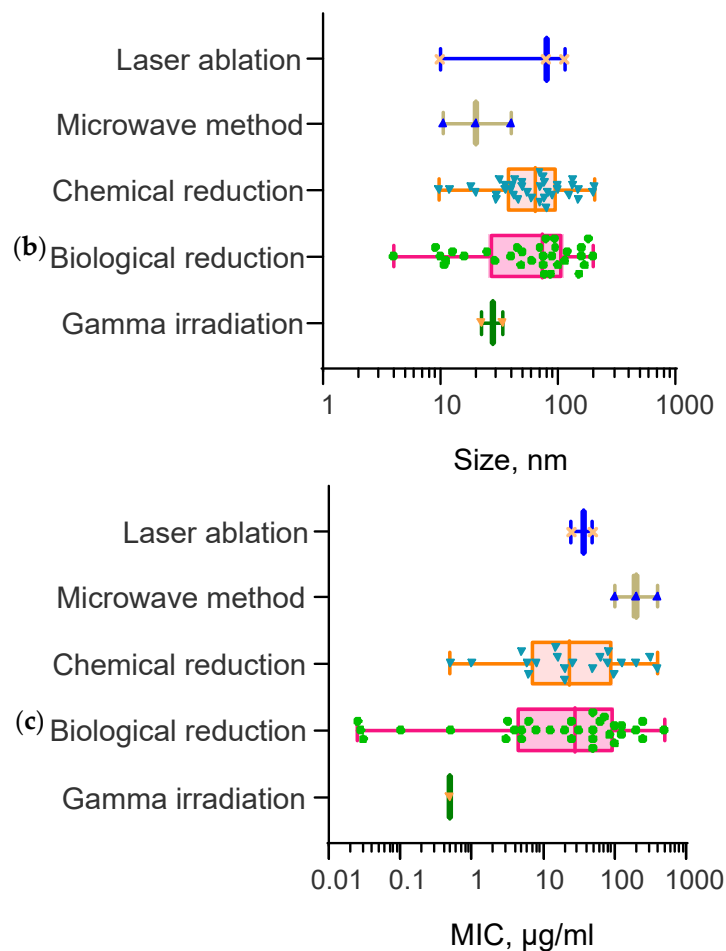 Laser ablation
Microwave method
Chemical reduction
(b) Biological reduction
Gamma irradiation
1 10 100 1000
Size, nm
Laser ablation
Microwave method
Chemical reduction
(c) Biological reduction
Gamma irradiation
0.01 0.1 1 10 100 1000
MIC, µg/ml